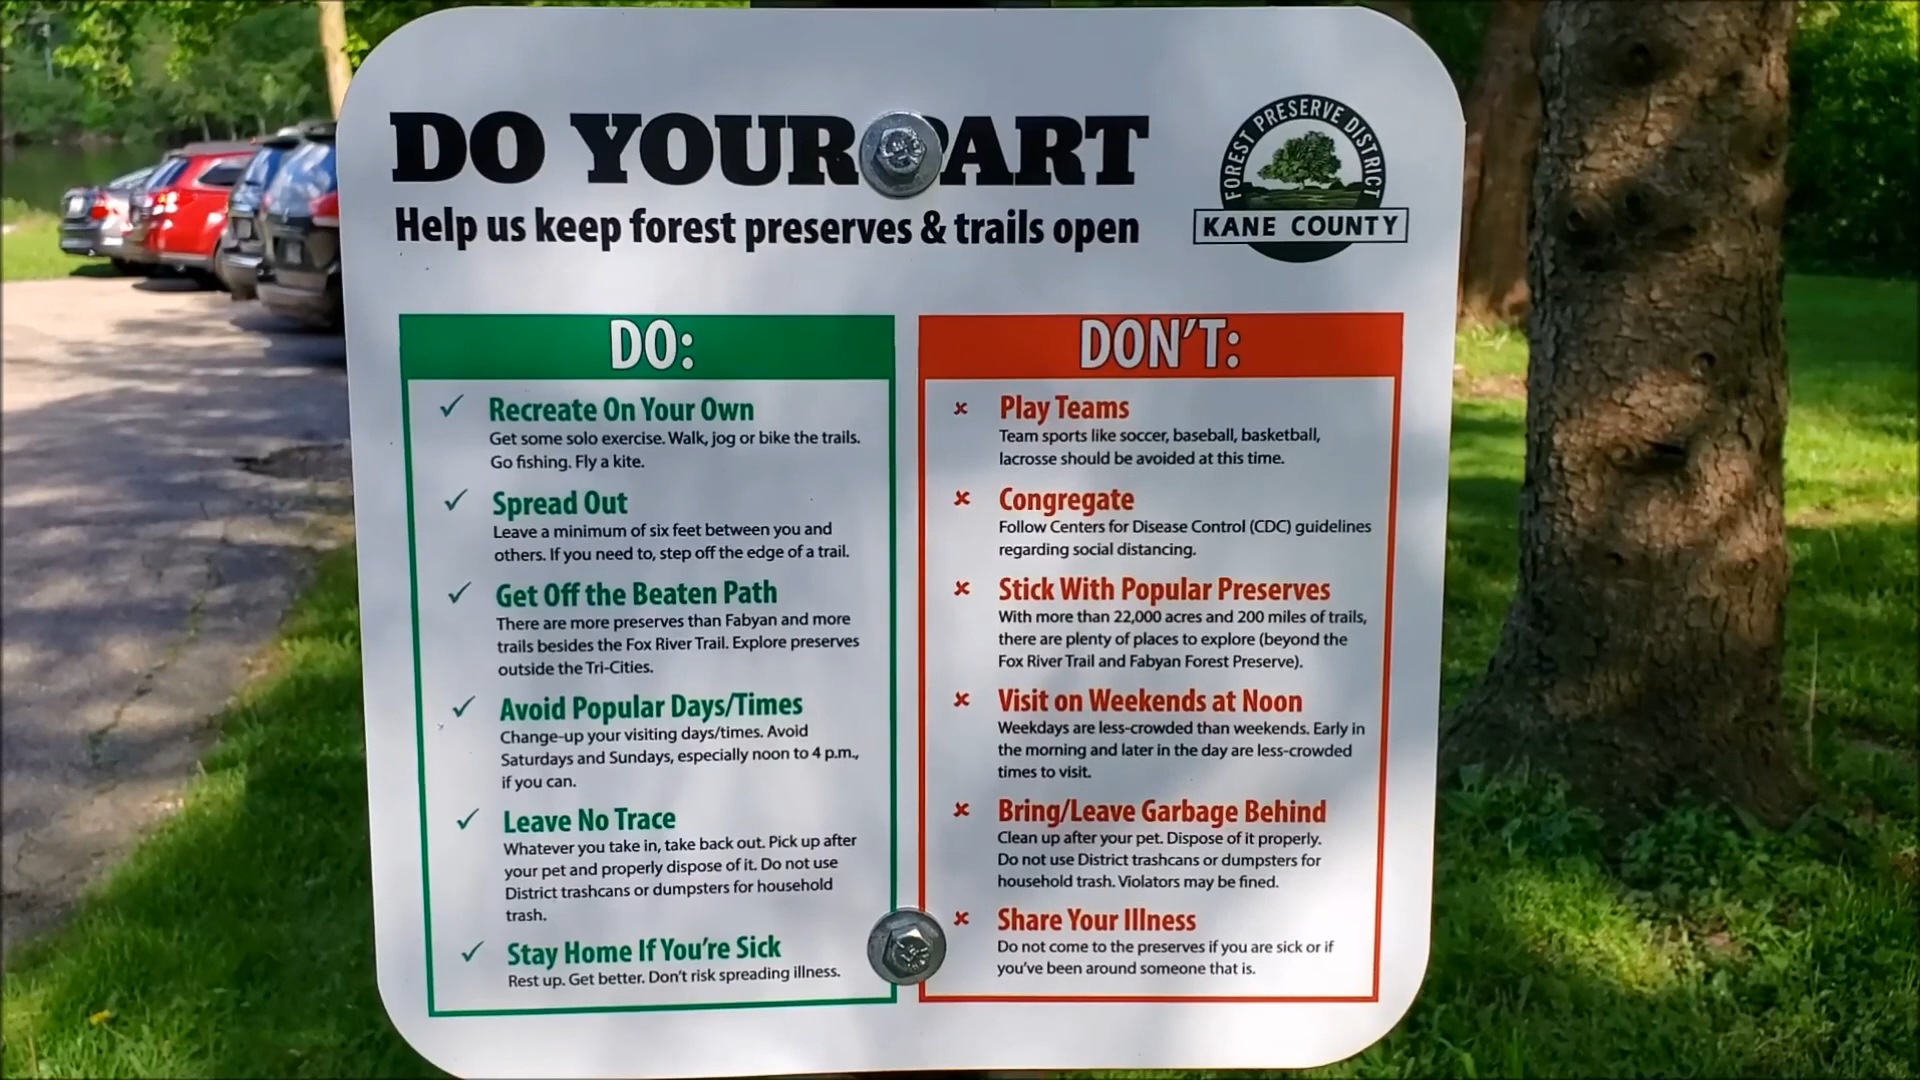 DO YOUR PART
Help us keep forest preserves & trails open
FOREST PRESERVE DISTRICT
KANE COUNTY
DO:
✓ Recreate On Your Own
Get some solo exercise. Walk, jog or bike the trails.
Go fishing. Fly a kite.
✓ Spread Out
Leave a minimum of six feet between you and
others. If you need to, step off the edge of a trail.
✓ Get Off the Beaten Path
There are more preserves than Fabyan and more
trails besides the Fox River Trail. Explore preserves
outside the Tri-Cities.
✓ Avoid Popular Days/Times
Change-up your visiting days/times. Avoid
Saturdays and Sundays, especially noon to 4 p.m.,
if you can.
✓ Leave No Trace
Whatever you take in, take back out. Pick up after
your pet and properly dispose of it. Do not use
District trashcans or dumpsters for household
trash.
✓ Stay Home If You're Sick
Rest up. Get better. Don't risk spreading illness.
DON'T:
x Play Teams
Team sports like soccer, baseball, basketball,
lacrosse should be avoided at this time.
x Congregate
Follow Centers for Disease Control (CDC) guidelines
regarding social distancing.
x Stick With Popular Preserves
With more than 22,000 acres and 200 miles of trails,
there are plenty of places to explore (beyond the
Fox River Trail and Fabyan Forest Preserve).
x Visit on Weekends at Noon
Weekdays are less-crowded than weekends. Early in
the morning and later in the day are less-crowded
times to visit.
x Bring/Leave Garbage Behind
Clean up after your pet. Dispose of it properly.
Do not use District trashcans or dumpsters for
household trash. Violators may be fined.
x Share Your Illness
Do not come to the preserves if you are sick or if
you've been around someone that is.